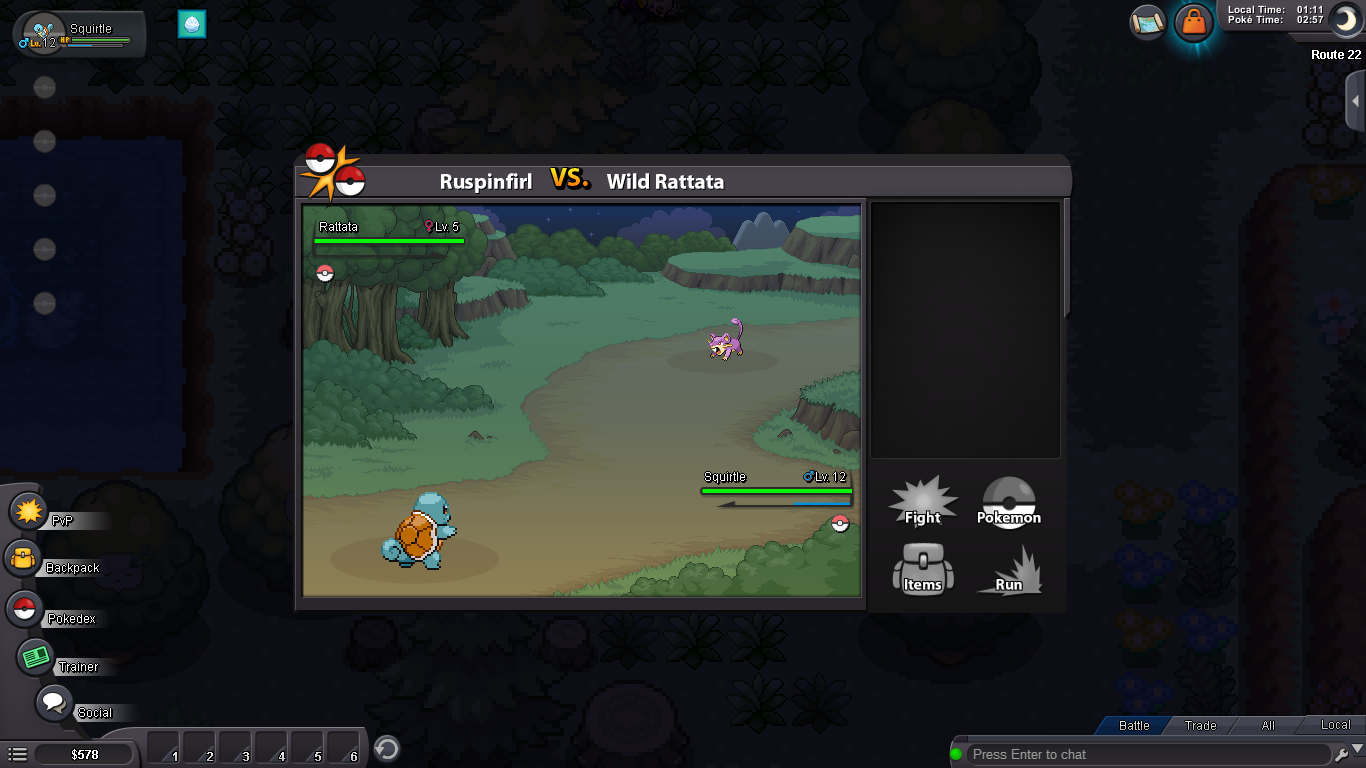 Squirtle
Lv.12
HP
Local Time: 01:11
Poké Time: 02:57
Route 22
Ruspinfirl VS. Wild Rattata
Rattata Lv. 5
Squirtle Lv. 12
Fight
Pokemon
Items
Run
PvP
Backpack
Pokedex
Trainer
Social
$578
1 2 3 4 5 6
Battle Trade All Local
Press Enter to chat